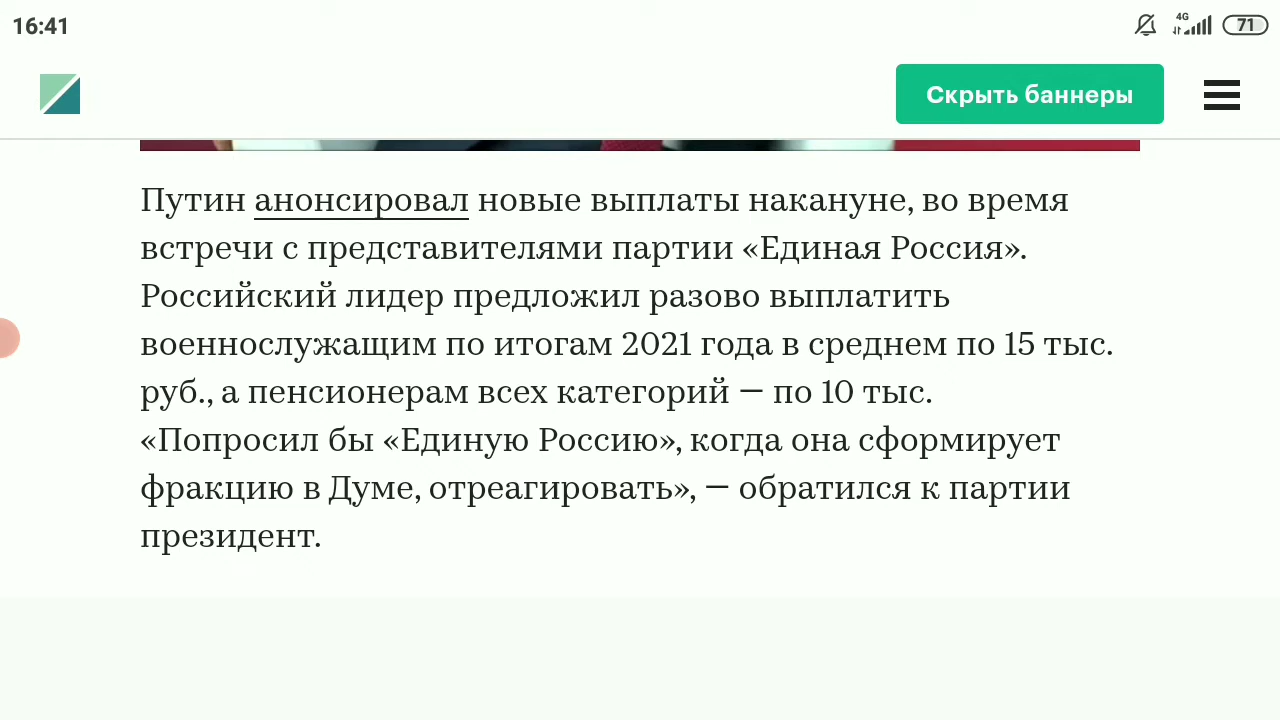 16:41
4G
71
Скрыть баннеры
Путин анонсировал новые выплаты накануне, во время
встречи с представителями партии «Единая Россия».
Российский лидер предложил разово выплатить
военнослужащим по итогам 2021 года в среднем по 15 тыс.
руб., а пенсионерам всех категорий — по 10 тыс.
«Попросил бы «Единую Россию», когда она сформирует
фракцию в Думе, отреагировать», — обратился к партии
президент.